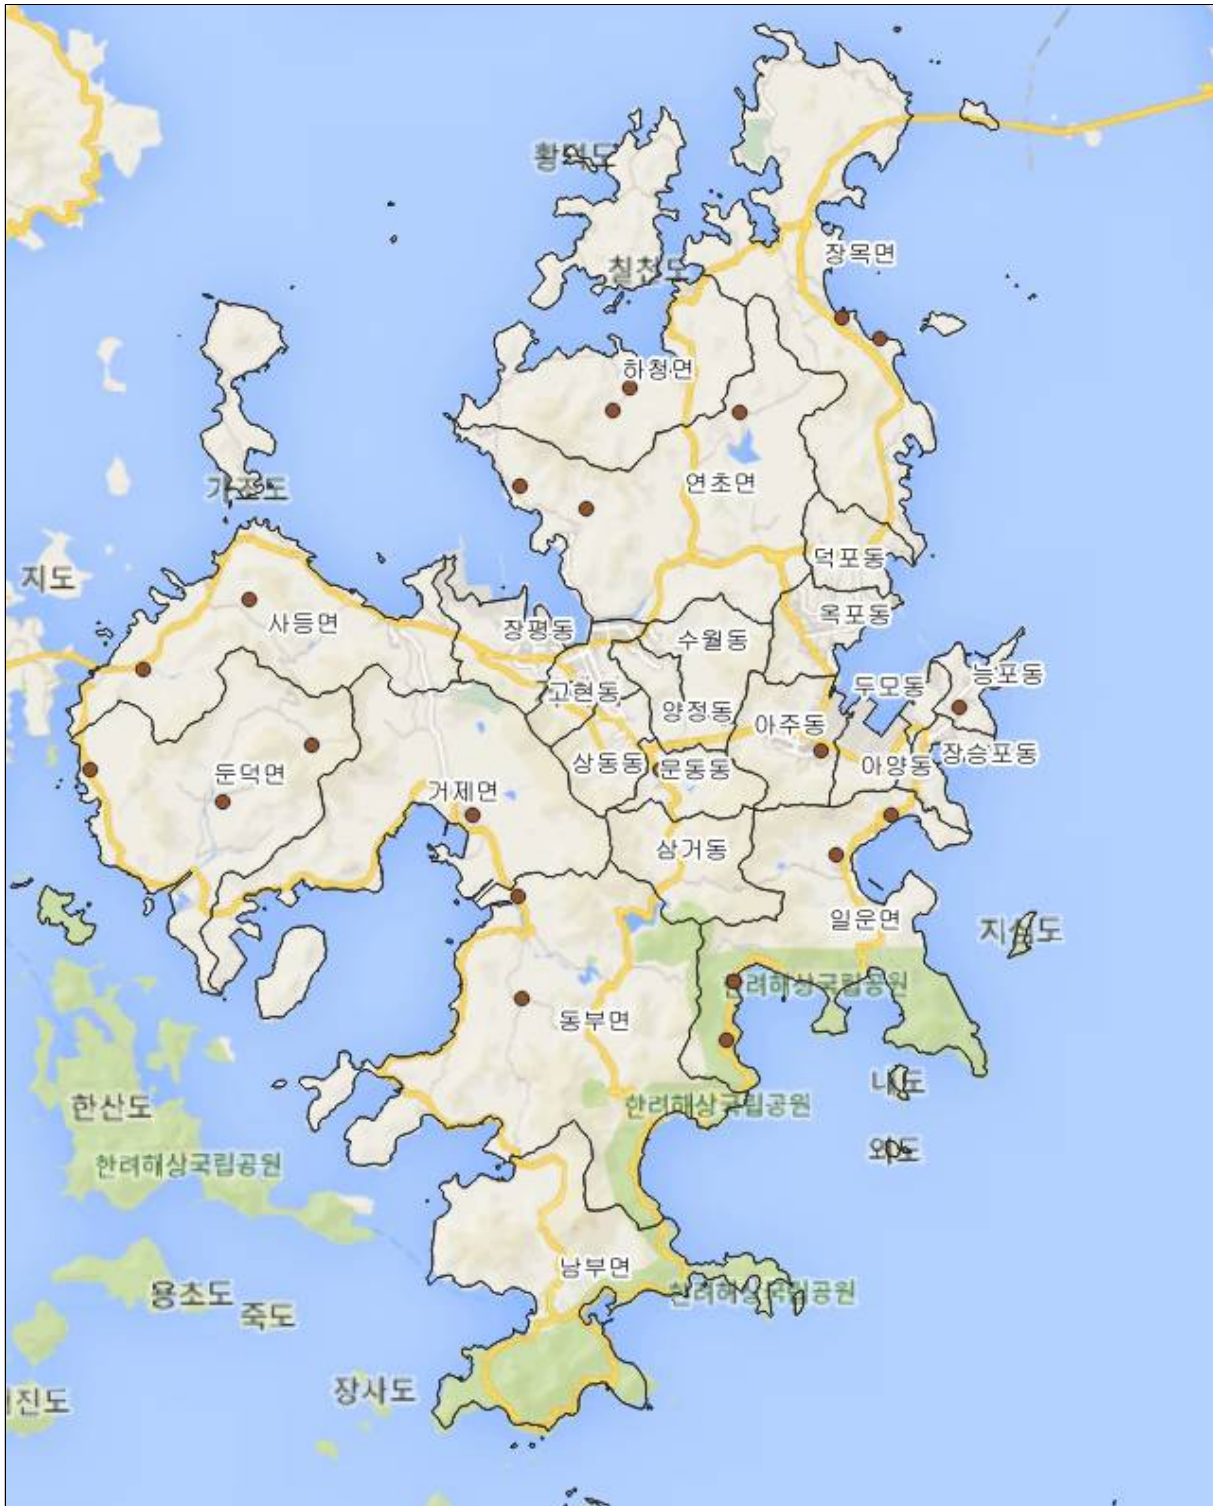 황덕도
장목면
칠천도
하청면
가조도
연초면
덕포동
지도
옥포동
사등면
장평동
수월동
능포동
두모동
고현동
양정동
아주동
장승포동
상동동
문동동
아양동
둔덕면
거제면
삼거동
일운면
지심도
한려해상국립공원
동부면
내도
한산도
한려해상국립공원
외도
한려해상국립공원
남부면
용초도
한려해상국립공원
죽도
장사도
진도